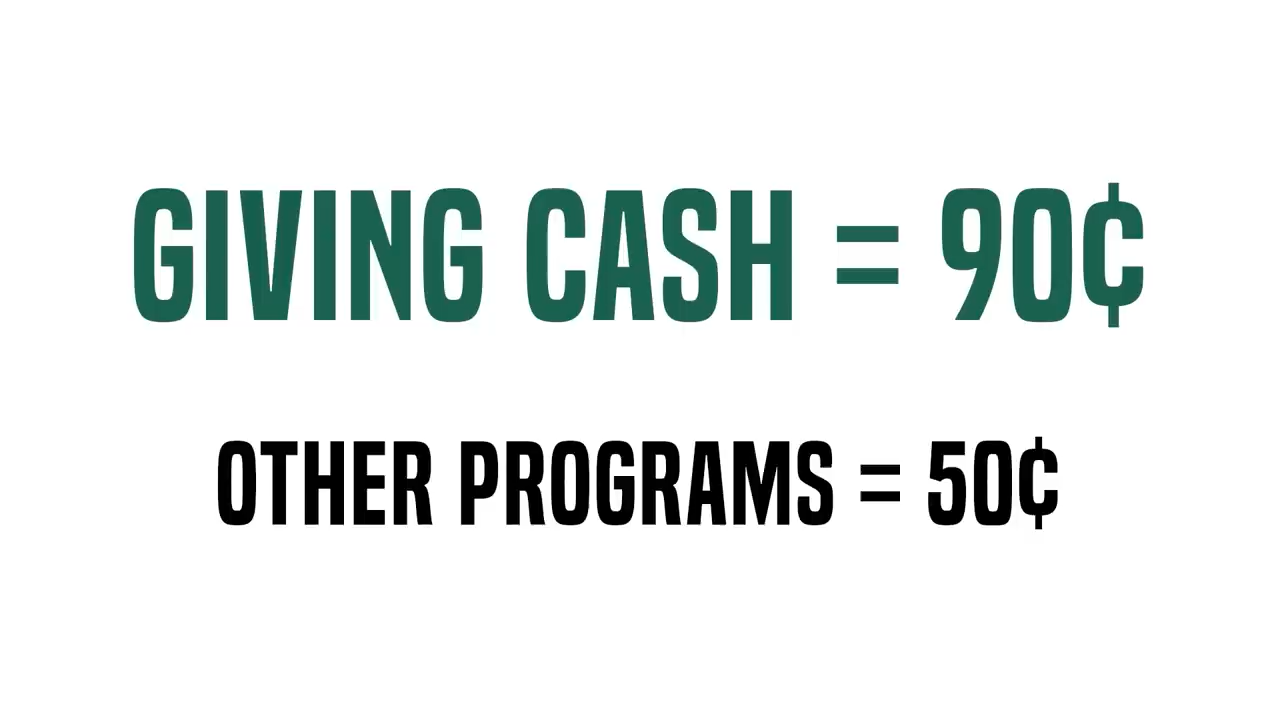 GIVING CASH = 90¢
OTHER PROGRAMS = 50¢